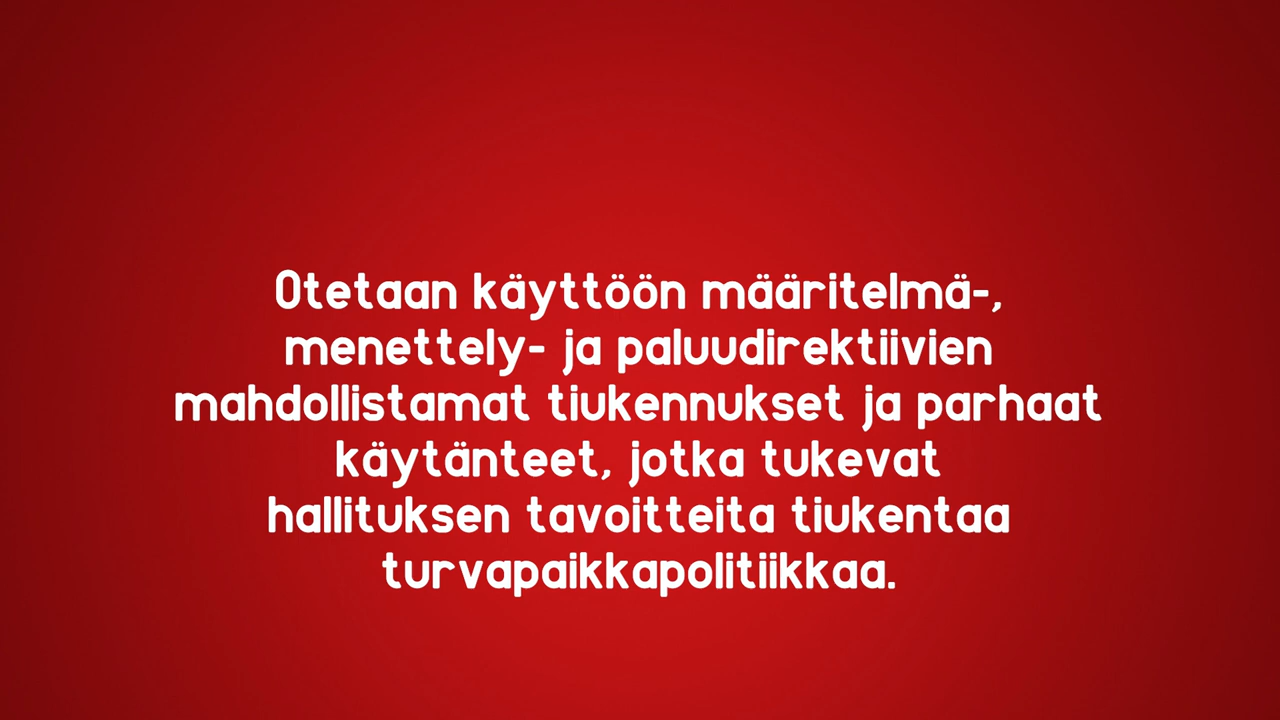 Otetaan käyttöön määritelmä-,
menettely- ja paluudirektiivien
mahdollistamat tiukennukset ja parhaat
käytänteet, jotka tukevat
hallituksen tavoitteita tiukentaa
turvapaikkapolitiikkaa.